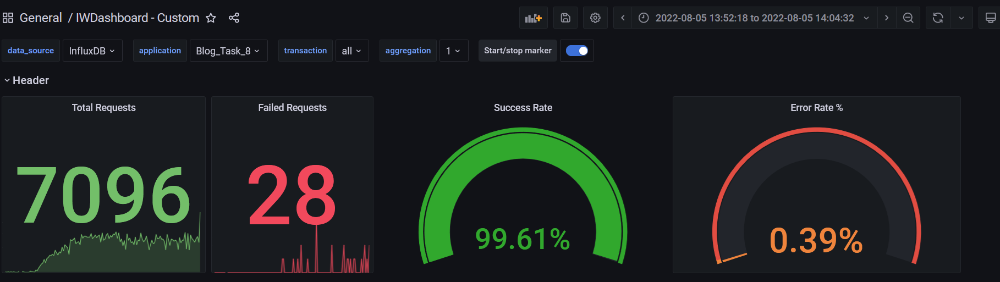 General / IWDashboard - Custom
2022-08-05 13:52:18 to 2022-08-05 14:04:32
data_source InfluxDB application Blog_Task_8 transaction all aggregation 1 Start/stop marker
Header
Total Requests
7096
Failed Requests
28
Success Rate
99.61%
Error Rate %
0.39%